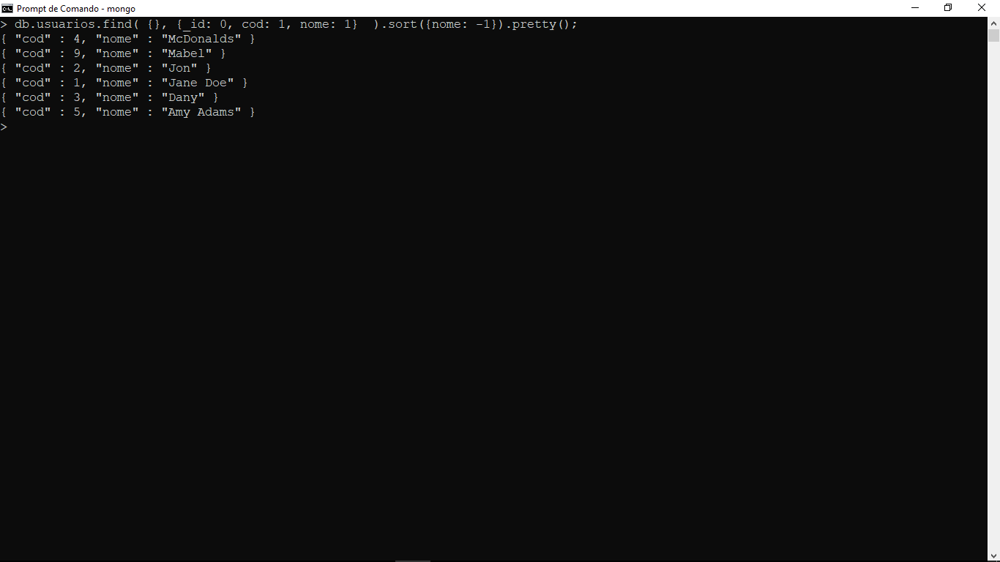 Prompt de Comando - mongo
> db.usuarios.find( {}, {_id: 0, cod: 1, nome: 1}  ).sort({nome: -1}).pretty();
{ "cod" : 4, "nome" : "McDonalds" }
{ "cod" : 9, "nome" : "Mabel" }
{ "cod" : 2, "nome" : "Jon" }
{ "cod" : 1, "nome" : "Jane Doe" }
{ "cod" : 3, "nome" : "Dany" }
{ "cod" : 5, "nome" : "Amy Adams" }
>